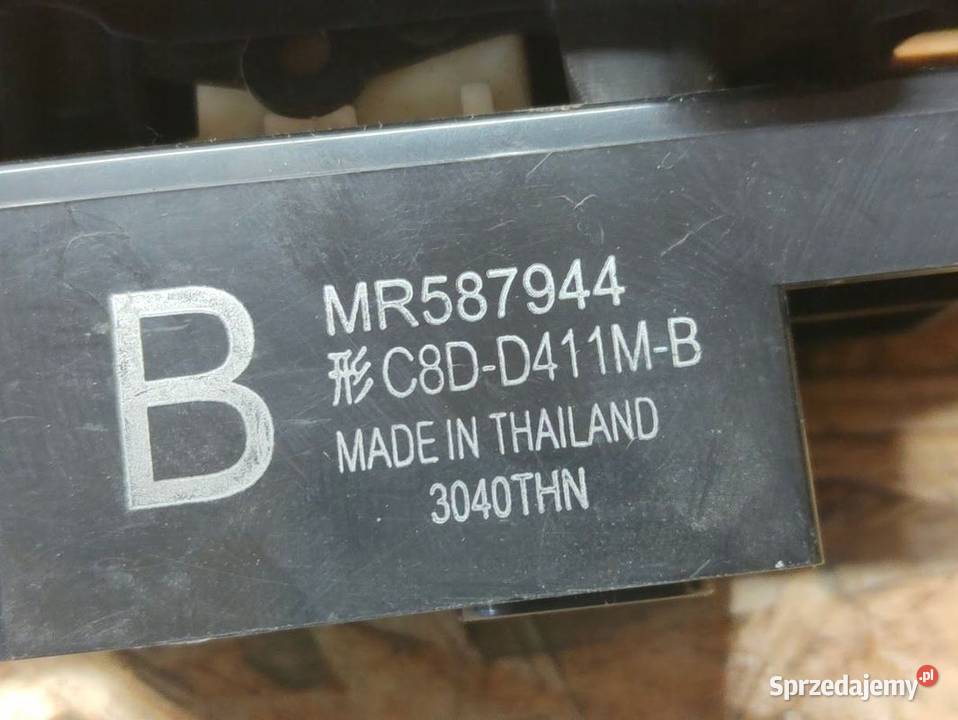 B
MR587944
形 C8D-D411M-B
MADE IN THAILAND
3040THN
Sprzedajemy.pl